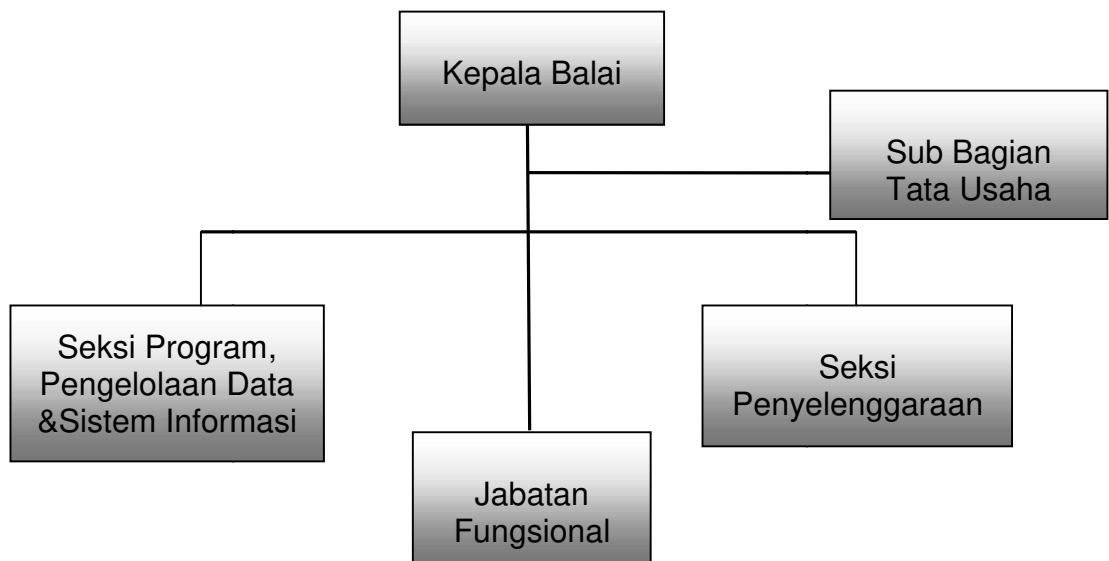 Kepala Balai
Sub Bagian
Tata Usaha
Seksi Program,
Pengelolaan Data
&Sistem Informasi
Seksi
Penyelenggaraan
Jabatan
Fungsional